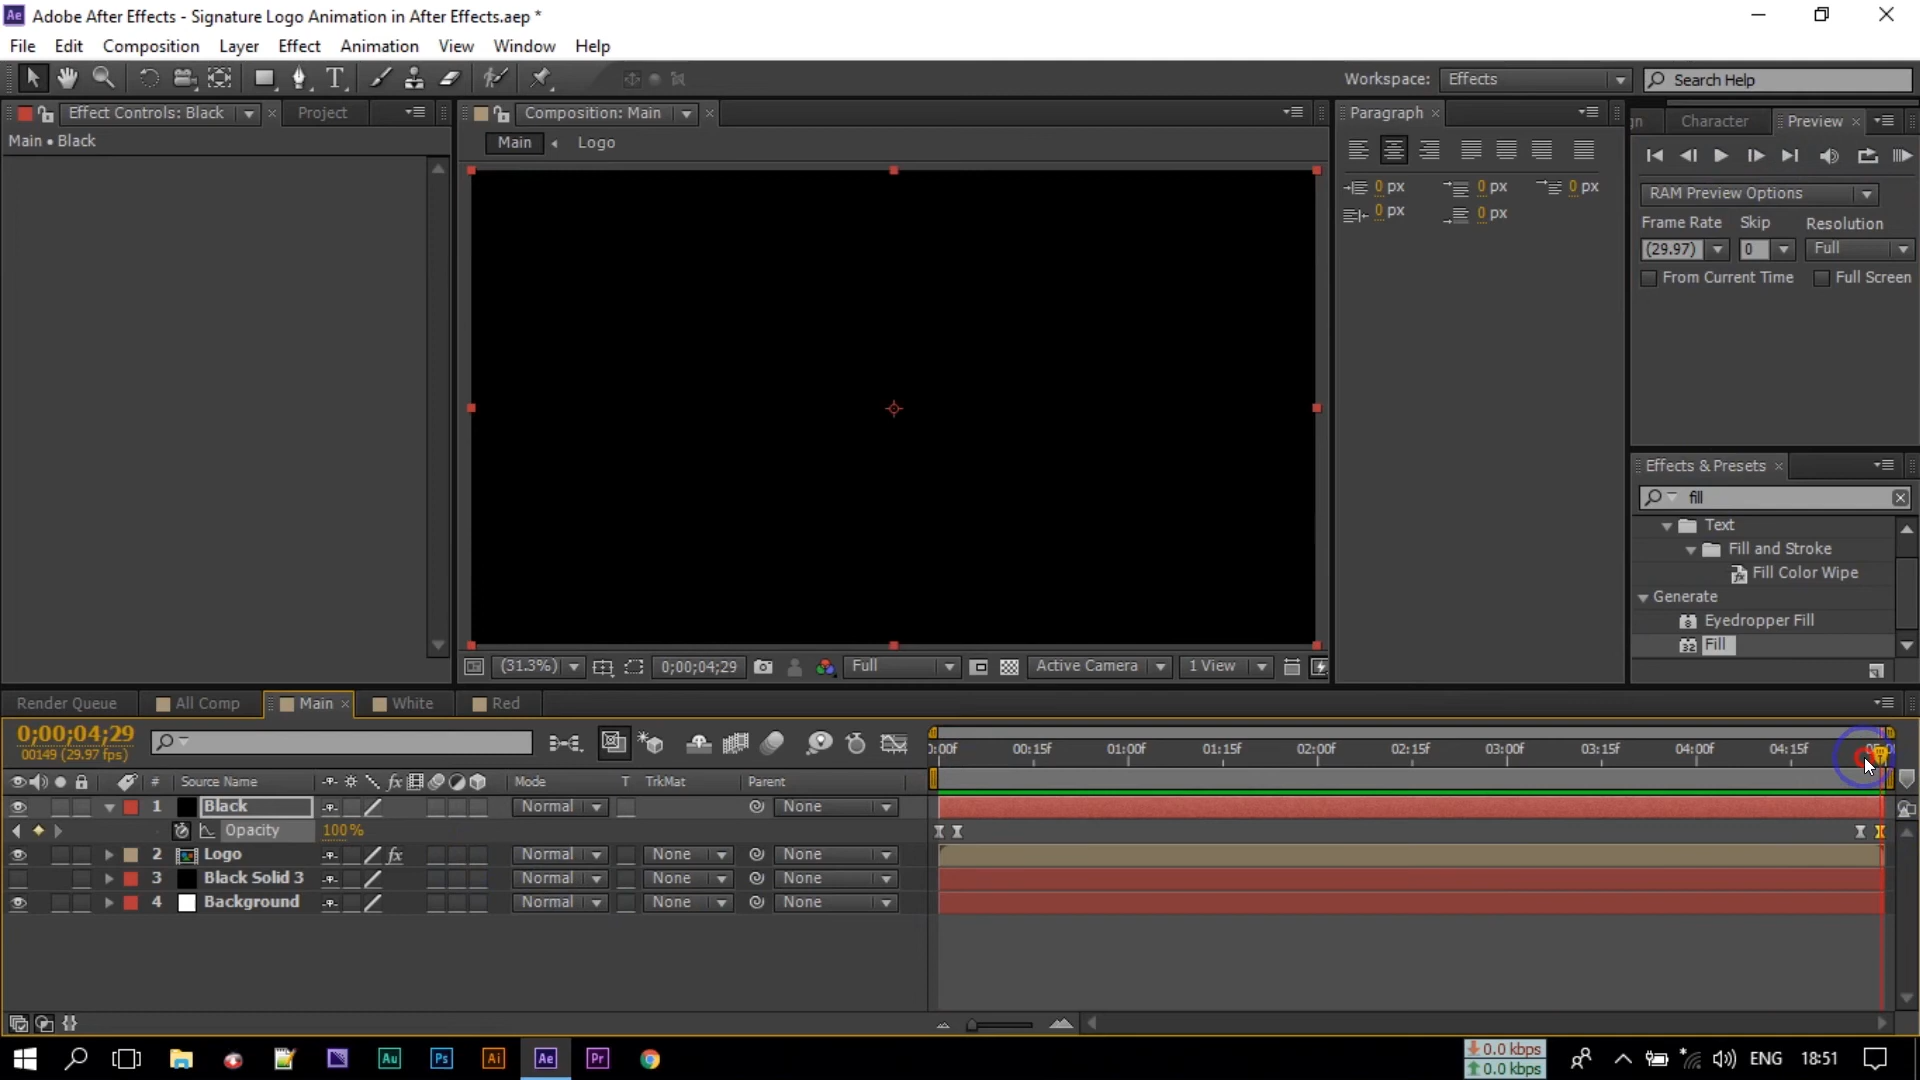 Adobe After Effects - Signature Logo Animation in After Effects.aep *
File Edit Composition Layer Effect Animation View Window Help
Workspace: Effects Search Help
Effect Controls: Black Project
Composition: Main
Paragraph
Character Preview
Main • Black
Main Logo
0 px 0 px 0 px
0 px 0 px
RAM Preview Options
Frame Rate Skip Resolution
(29.97) 0 Full
From Current Time Full Screen
Effects & Presets
fill
Text
Fill and Stroke
Fill Color Wipe
Generate
Eyedropper Fill
Fill
(31.3%) 0;00;04;29 Full Active Camera 1 View
Render Queue All Comp Main White Red
0;00;04;29
00149 (29.97 fps)
0:00f 00:15f 01:00f 01:15f 02:00f 02:15f 03:00f 03:15f 04:00f 04:15f
# Source Name fx Mode T TrkMat Parent
1 Black Normal None
Opacity 100%
2 Logo fx Normal None None
3 Black Solid 3 Normal None None
4 Background Normal None None
Au Ps Ai Ae Pr
0.0 kbps
0.0 kbps
ENG 18:51